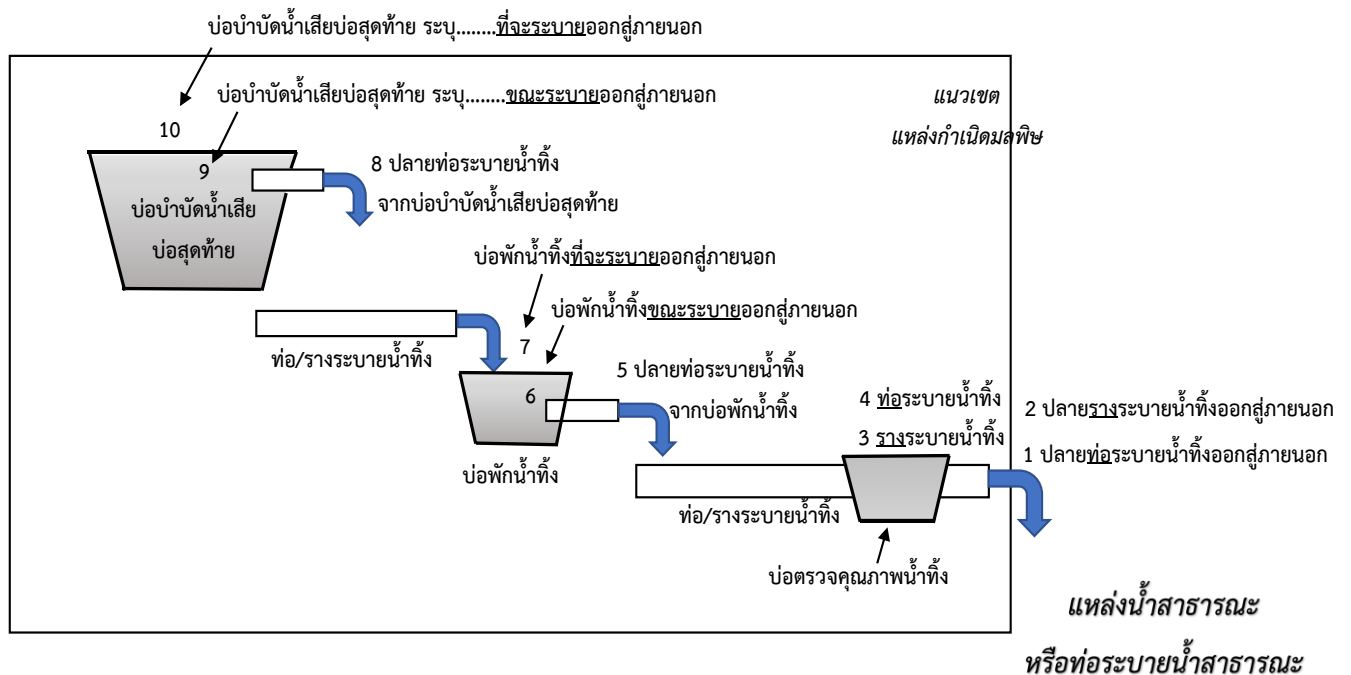 บ่อบำบัดน้ำเสียบ่อสุดท้าย ระบุ........ที่จะระบายออกสู่ภายนอก
บ่อบำบัดน้ำเสียบ่อสุดท้าย ระบุ........ขณะระบายออกสู่ภายนอก
แนวเขต
แหล่งกำเนิดมลพิษ
10
9
บ่อบำบัดน้ำเสีย
บ่อสุดท้าย
8 ปลายท่อระบายน้ำทิ้ง
จากบ่อบำบัดน้ำเสียบ่อสุดท้าย
บ่อพักน้ำทิ้งที่จะระบายออกสู่ภายนอก
บ่อพักน้ำทิ้งขณะระบายออกสู่ภายนอก
ท่อ/รางระบายน้ำทิ้ง
7
6
บ่อพักน้ำทิ้ง
5 ปลายท่อระบายน้ำทิ้ง
จากบ่อพักน้ำทิ้ง
4 ท่อระบายน้ำทิ้ง
3 รางระบายน้ำทิ้ง
2 ปลายรางระบายน้ำทิ้งออกสู่ภายนอก
1 ปลายท่อระบายน้ำทิ้งออกสู่ภายนอก
ท่อ/รางระบายน้ำทิ้ง
บ่อตรวจคุณภาพน้ำทิ้ง
แหล่งน้ำสาธารณะ
หรือท่อระบายน้ำสาธารณะ